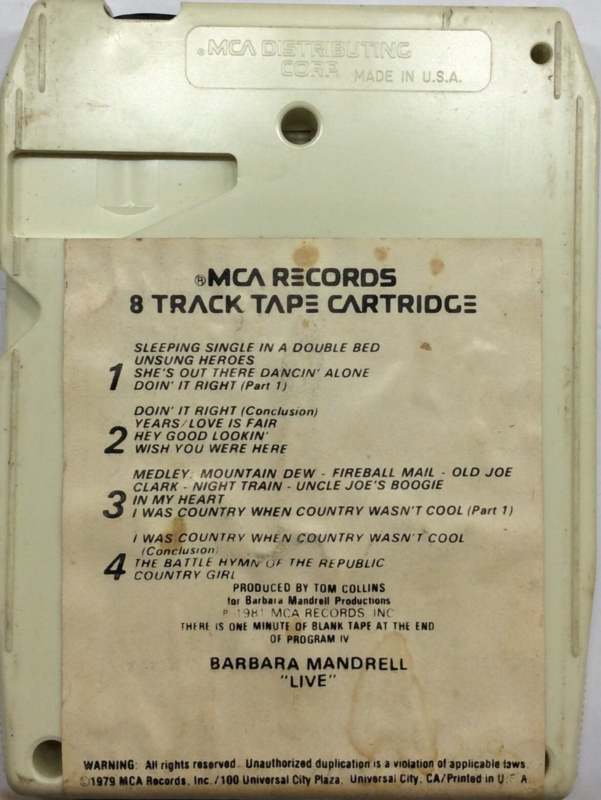 ®MCA DISTRIBUTING
CORP. MADE IN U.S.A.
®MCA RECORDS
8 TRACK TAPE CARTRIDGE
1
SLEEPING SINGLE IN A DOUBLE BED
UNSUNG HEROES
SHE'S OUT THERE DANCIN' ALONE
DOIN' IT RIGHT (Part 1)
2
DOIN' IT RIGHT (Conclusion)
YEARS/LOVE IS FAIR
HEY GOOD LOOKIN'
WISH YOU WERE HERE
3
MEDLEY: MOUNTAIN DEW - FIREBALL MAIL - OLD JOE
CLARK - NIGHT TRAIN - UNCLE JOE'S BOOGIE
IN MY HEART
I WAS COUNTRY WHEN COUNTRY WASN'T COOL (Part 1)
4
I WAS COUNTRY WHEN COUNTRY WASN'T COOL
(Conclusion)
THE BATTLE HYMN OF THE REPUBLIC
COUNTRY GIRL
PRODUCED BY TOM COLLINS
for Barbara Mandrell Productions
℗ 1981 MCA RECORDS, INC.
THERE IS ONE MINUTE OF BLANK TAPE AT THE END
OF PROGRAM IV
BARBARA MANDRELL
"LIVE"
WARNING: All rights reserved. Unauthorized duplication is a violation of applicable laws.
©1979 MCA Records, Inc./100 Universal City Plaza, Universal City, CA/Printed in U.S.A.